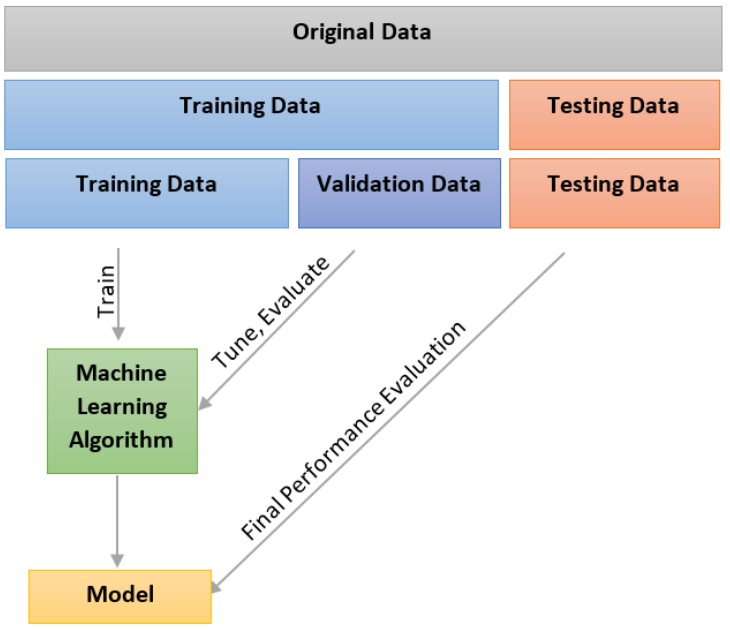 Original Data
Training Data
Testing Data
Training Data
Validation Data
Testing Data
Train
Tune, Evaluate
Final Performance Evaluation
Machine
Learning
Algorithm
Model